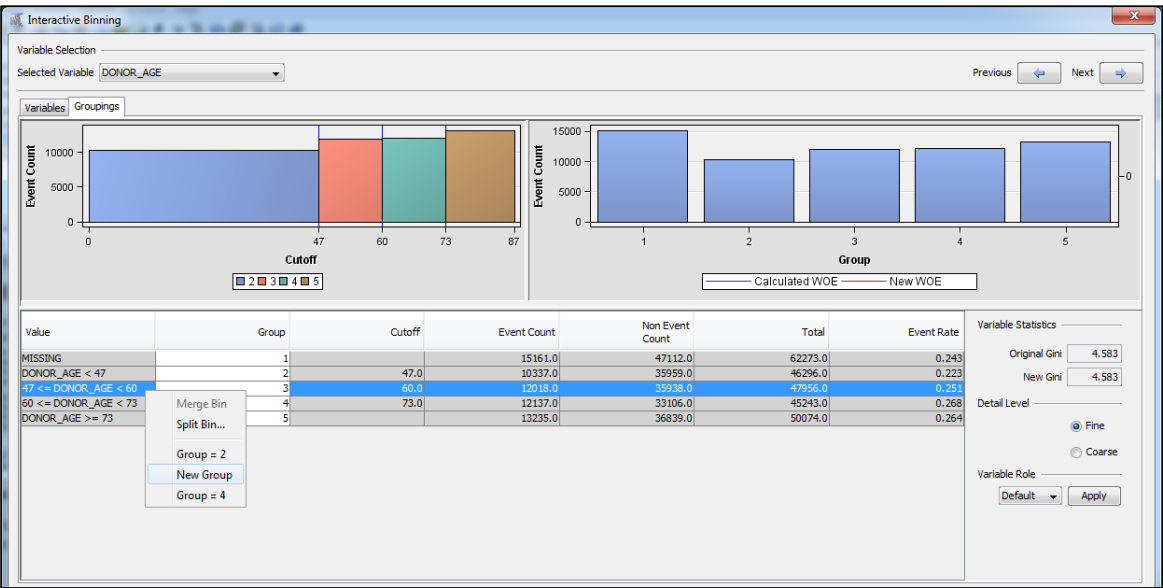 Interactive Binning
Variable Selection
Selected Variable DONOR_AGE Previous Next
Variables Groupings
Event Count
10000
5000
0
0 47 60 73 87
Cutoff
2 3 4 5
Event Count
15000
10000
5000
0
0
1 2 3 4 5
Group
Calculated WOE New WOE
Value Group Cutoff Event Count Non Event Count Total Event Rate
MISSING 1 15161.0 47112.0 62273.0 0.243
DONOR_AGE < 47 2 47.0 10337.0 35959.0 46296.0 0.223
47 <= DONOR_AGE < 60 3 60.0 12018.0 35938.0 47956.0 0.251
60 <= DONOR_AGE < 73 4 73.0 12137.0 33106.0 45243.0 0.268
DONOR_AGE >= 73 5 13235.0 36839.0 50074.0 0.264
Merge Bin
Split Bin...
Group = 2
New Group
Group = 4
Variable Statistics
Original Gini 4.583
New Gini 4.583
Detail Level
Fine
Coarse
Variable Role
Default Apply